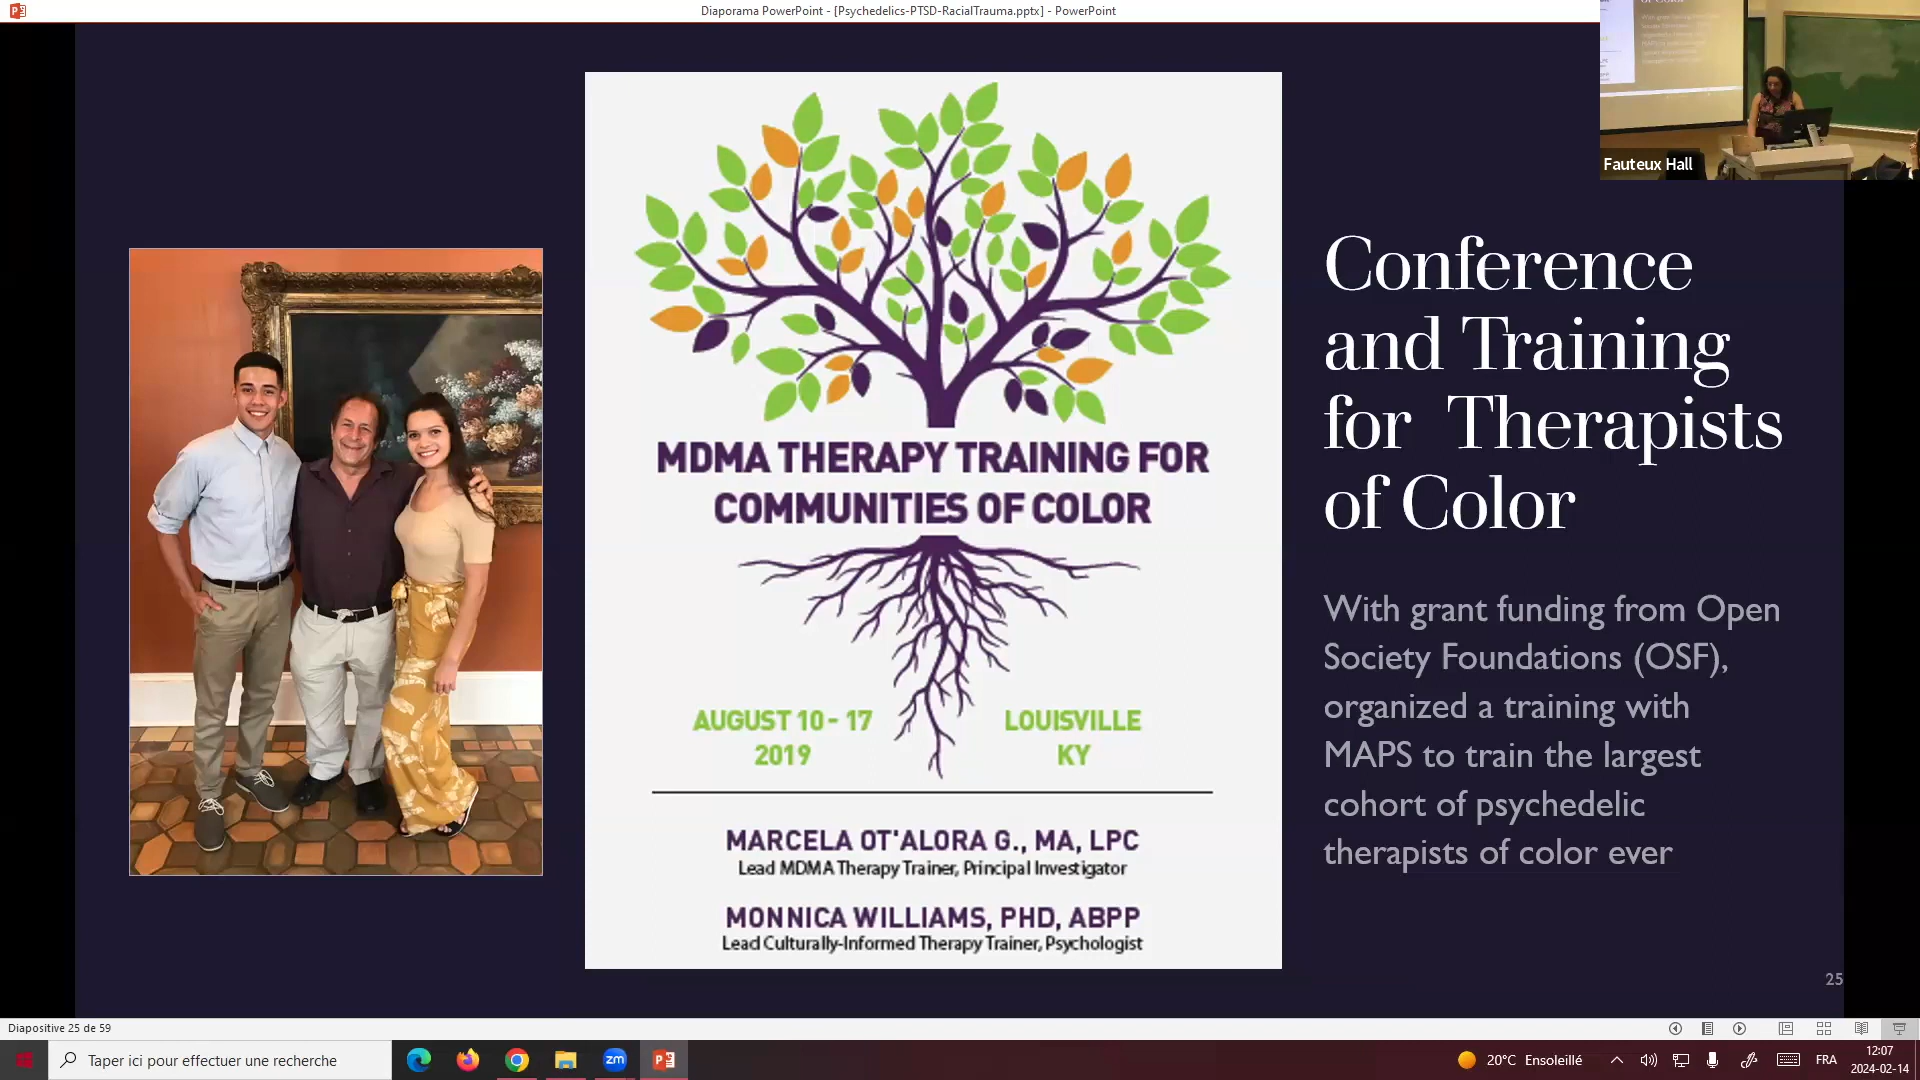 Diaporama PowerPoint - [Psychedelics-PTSD-RacialTrauma.pptx] - PowerPoint
Fauteux Hall
MDMA THERAPY TRAINING FOR
COMMUNITIES OF COLOR
AUGUST 10 - 17
2019
LOUISVILLE
KY
MARCELA OT'ALORA G., MA, LPC
Lead MDMA Therapy Trainer, Principal Investigator
MONNICA WILLIAMS, PHD, ABPP
Lead Culturally-Informed Therapy Trainer, Psychologist
Conference
and Training
for Therapists
of Color
With grant funding from Open
Society Foundations (OSF),
organized a training with
MAPS to train the largest
cohort of psychedelic
therapists of color ever
25
Diapositive 25 de 59
Taper ici pour effectuer une recherche
zm
20°C Ensoleillé
FRA
12:07
2024-02-14